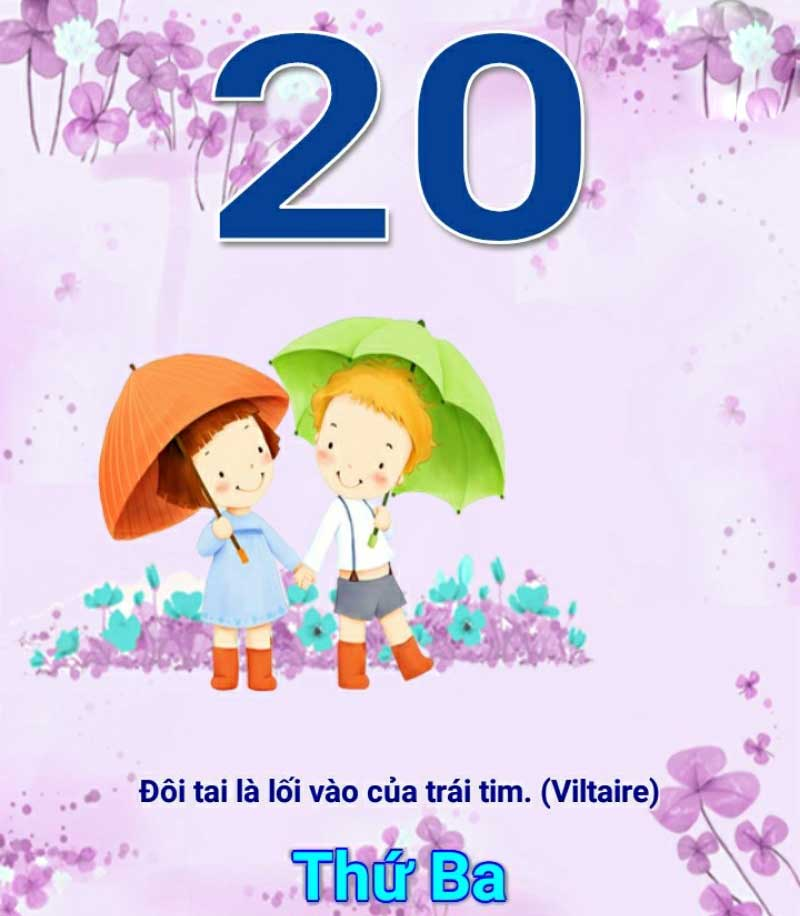 20
Đôi tai là lối vào của trái tim. (Viltaire)
Thứ Ba